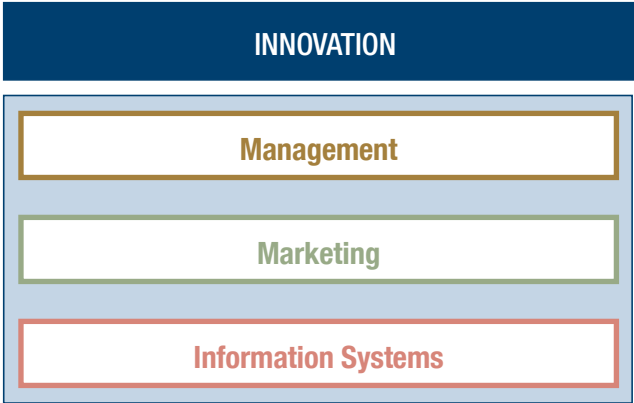 INNOVATION
Management
Marketing
Information Systems